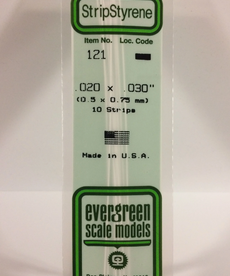 StripStyrene
Item No. Loc. Code
121
.020 x .030"
(0.5 x 0.75 mm)
10 Strips
Made in U.S.A.
evergreen
scale models